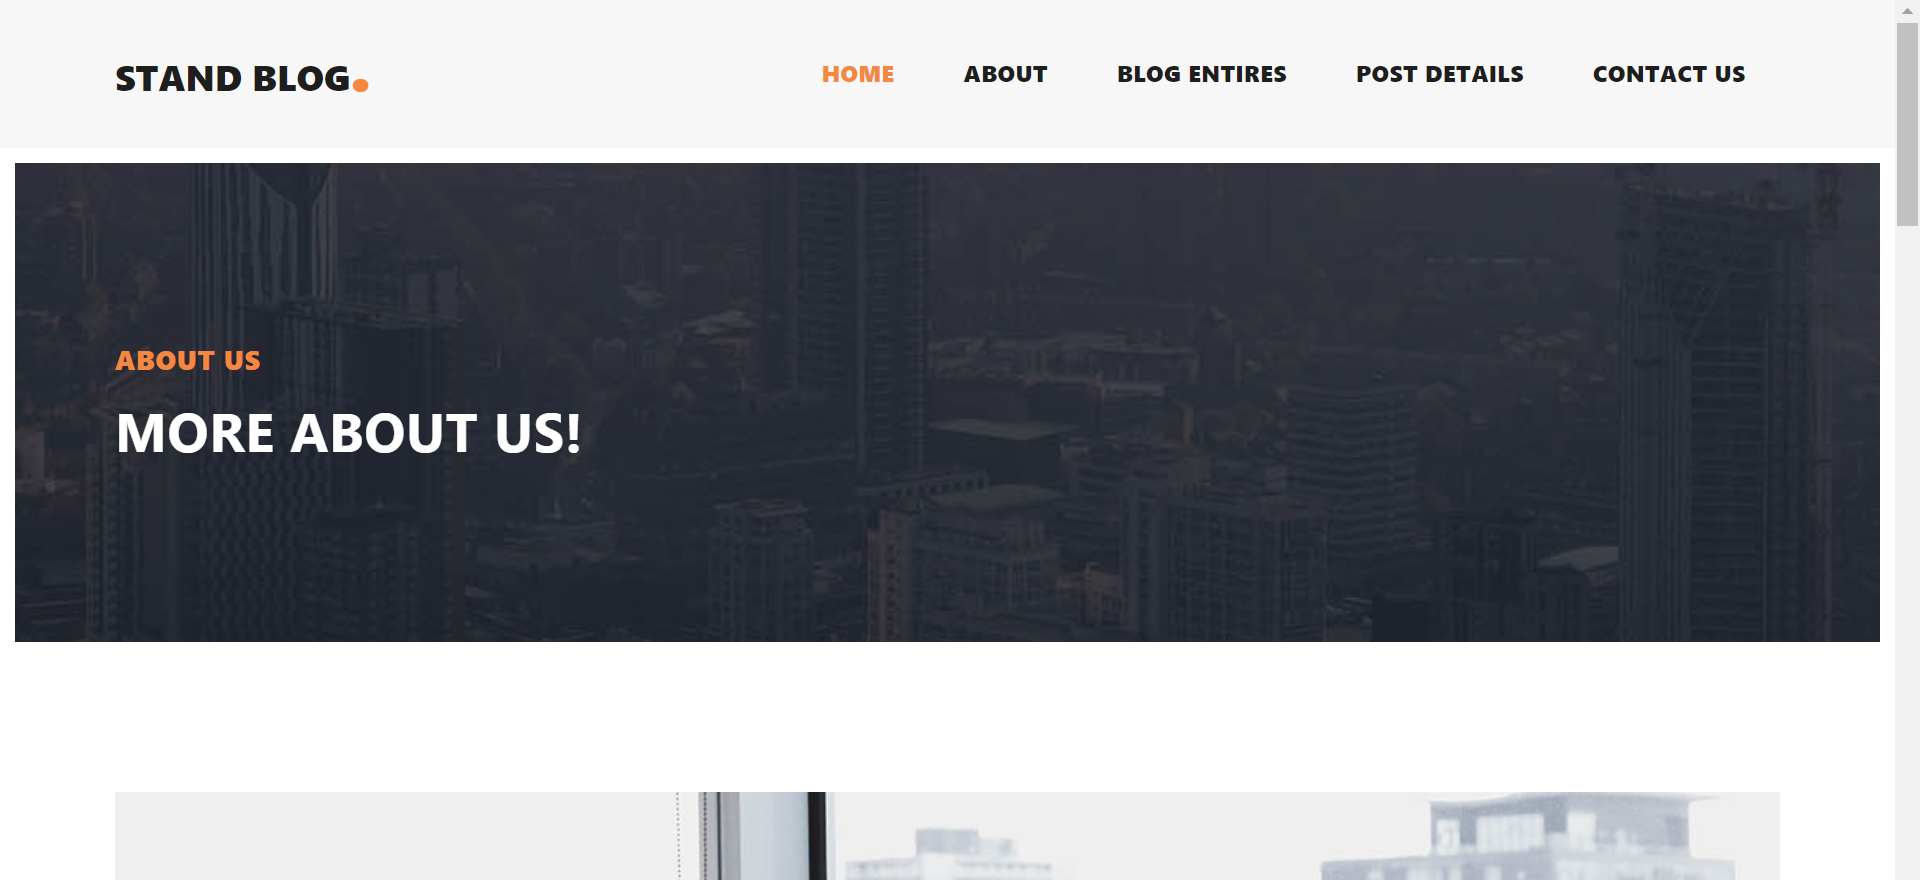 STAND BLOG.
HOME
ABOUT
BLOG ENTIRES
POST DETAILS
CONTACT US
ABOUT US
MORE ABOUT US!